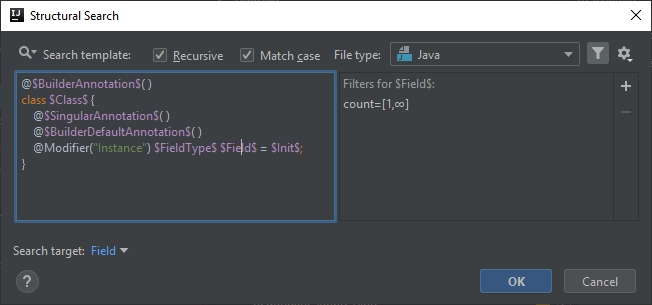 IJ
Structural Search
Search template: Recursive Match case File type: Java
@$BuilderAnnotation$( )
class $Class$ {
@$SingularAnnotation$( )
@$BuilderDefaultAnnotation$( )
@Modifier("Instance") $FieldType$ $Field$ = $Init$;
}
Filters for $Field$:
count=[1,∞]
Search target: Field
?
OK
Cancel